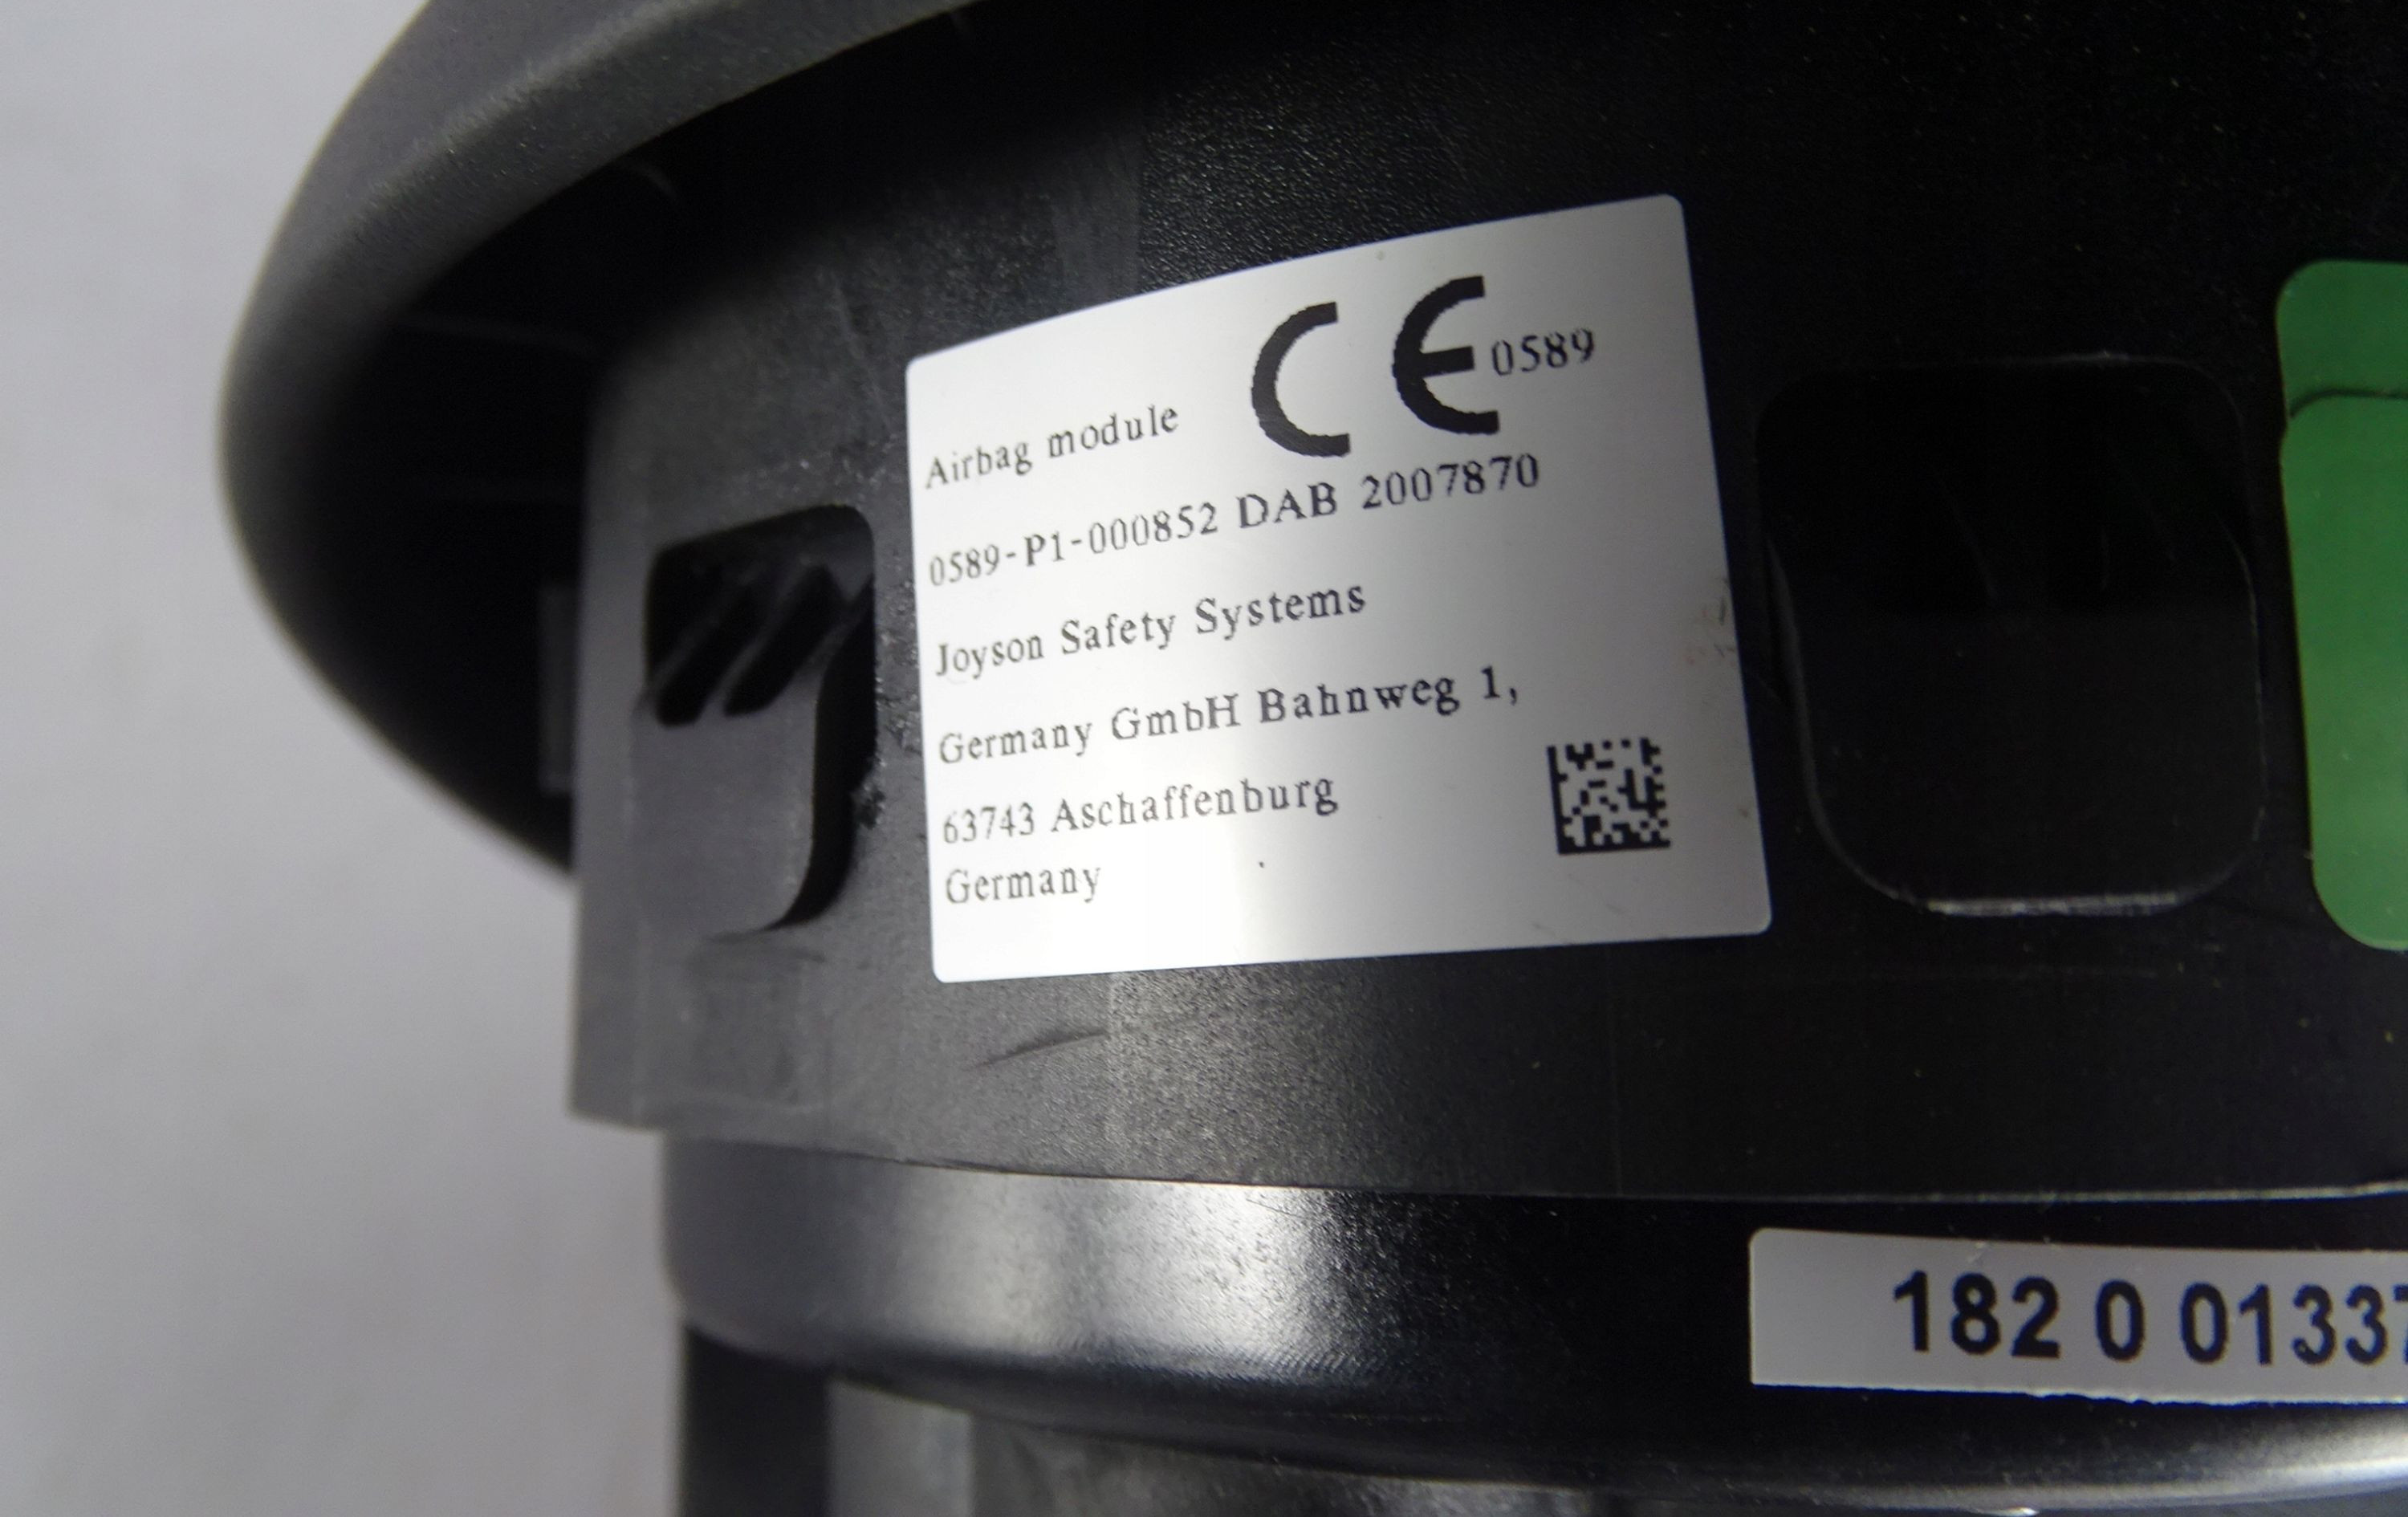 CE 0589
Airbag module
0589-P1-000852 DAB 2007870
Joyson Safety Systems
Germany GmbH Bahnweg 1,
63743 Aschaffenburg
Germany
182 0 01337